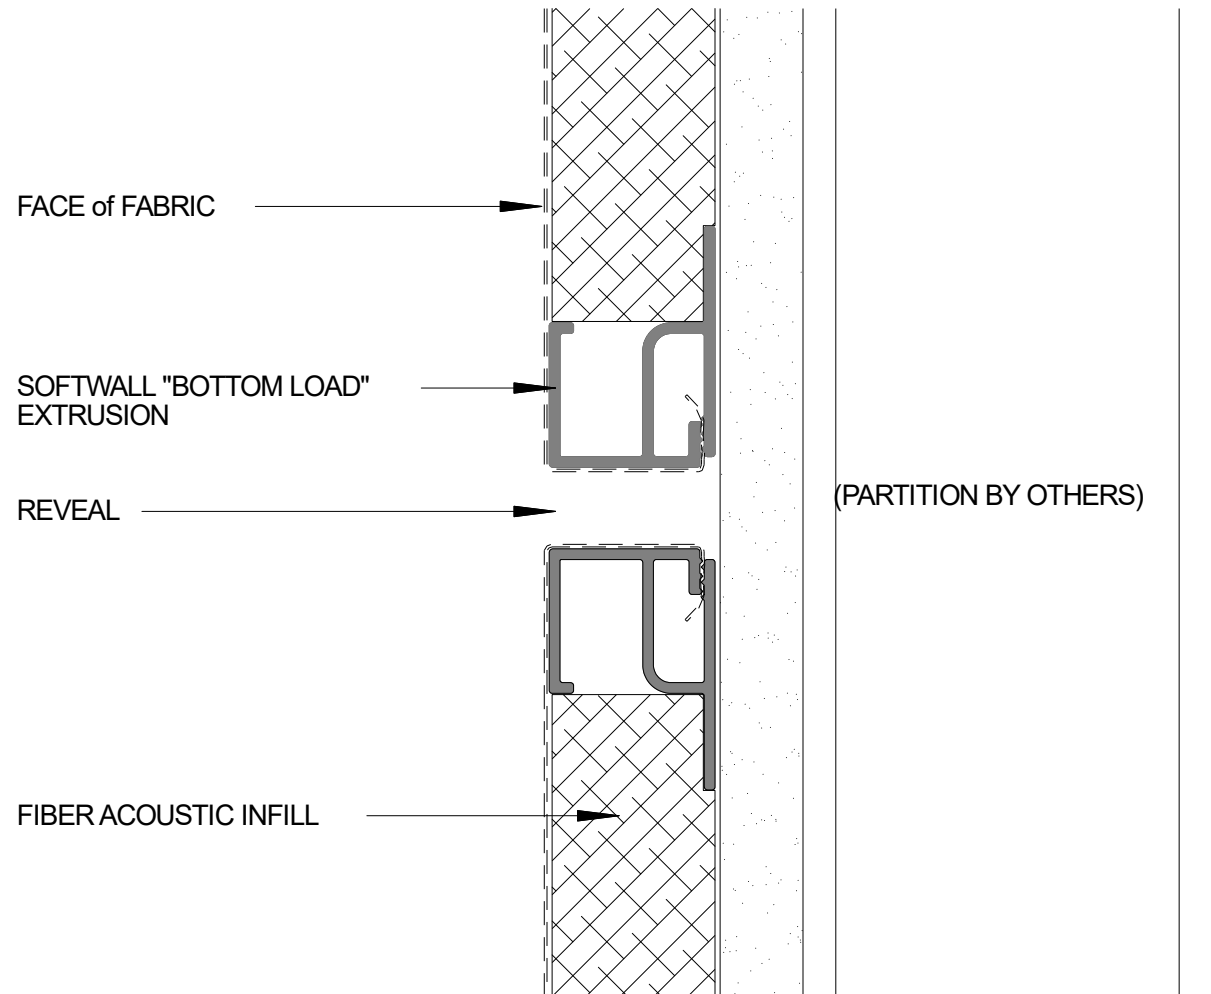 FACE of FABRIC
SOFTWALL "BOTTOM LOAD"
EXTRUSION
(PARTITION BY OTHERS)
REVEAL
FIBER ACOUSTIC INFILL